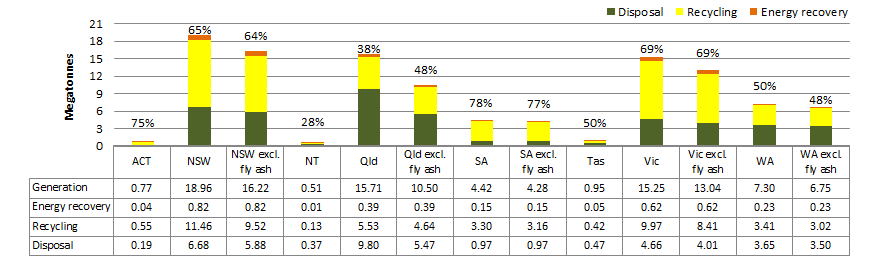 Disposal Recycling Energy recovery
Megatonnes
21
18
15
12
9
6
3
0
75% 65% 64% 28% 38% 48% 78% 77% 50% 69% 69% 50% 48%
ACT NSW NSW excl. fly ash NT Qld Qld excl. fly ash SA SA excl. fly ash Tas Vic Vic excl. fly ash WA WA excl. fly ash
Generation 0.77 18.96 16.22 0.51 15.71 10.50 4.42 4.28 0.95 15.25 13.04 7.30 6.75
Energy recovery 0.04 0.82 0.82 0.01 0.39 0.39 0.15 0.15 0.05 0.62 0.62 0.23 0.23
Recycling 0.55 11.46 9.52 0.13 5.53 4.64 3.30 3.16 0.42 9.97 8.41 3.41 3.02
Disposal 0.19 6.68 5.88 0.37 9.80 5.47 0.97 0.97 0.47 4.66 4.01 3.65 3.50